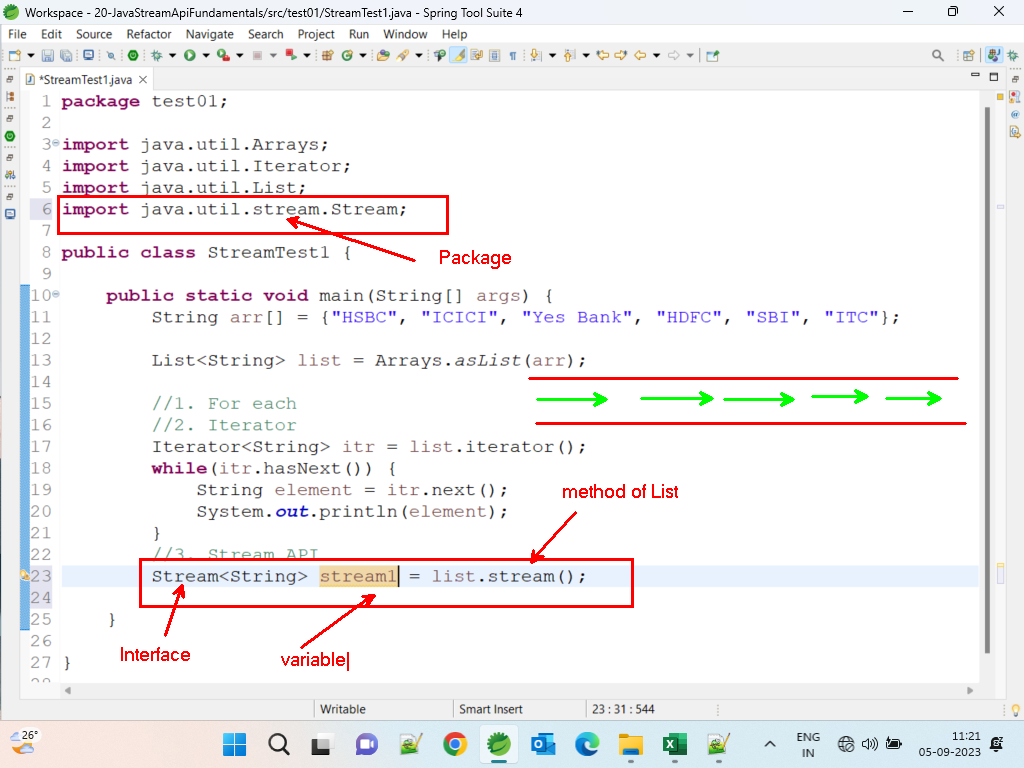 Workspace - 20-JavaStreamApiFundamentals/src/test01/StreamTest1.java - Spring Tool Suite 4
File Edit Source Refactor Navigate Search Project Run Window Help
*StreamTest1.java
1 package test01;
2
3 import java.util.Arrays;
4 import java.util.Iterator;
5 import java.util.List;
6 import java.util.stream.Stream;
7
Package
8 public class StreamTest1 {
9
10 public static void main(String[] args) {
11 String arr[] = {"HSBC", "ICICI", "Yes Bank", "HDFC", "SBI", "ITC"};
12
13 List<String> list = Arrays.asList(arr);
14
15 //1. For each
16 //2. Iterator
17 Iterator<String> itr = list.iterator();
18 while(itr.hasNext()) {
19 String element = itr.next();
method of List
20 System.out.println(element);
21 }
22 //3. Stream API
23 Stream<String> stream1 = list.stream();
24
25 }
26
Interface
variable
27 }
28
Writable Smart Insert 23 : 31 : 544
26°
ENG
IN
11:21
05-09-2023